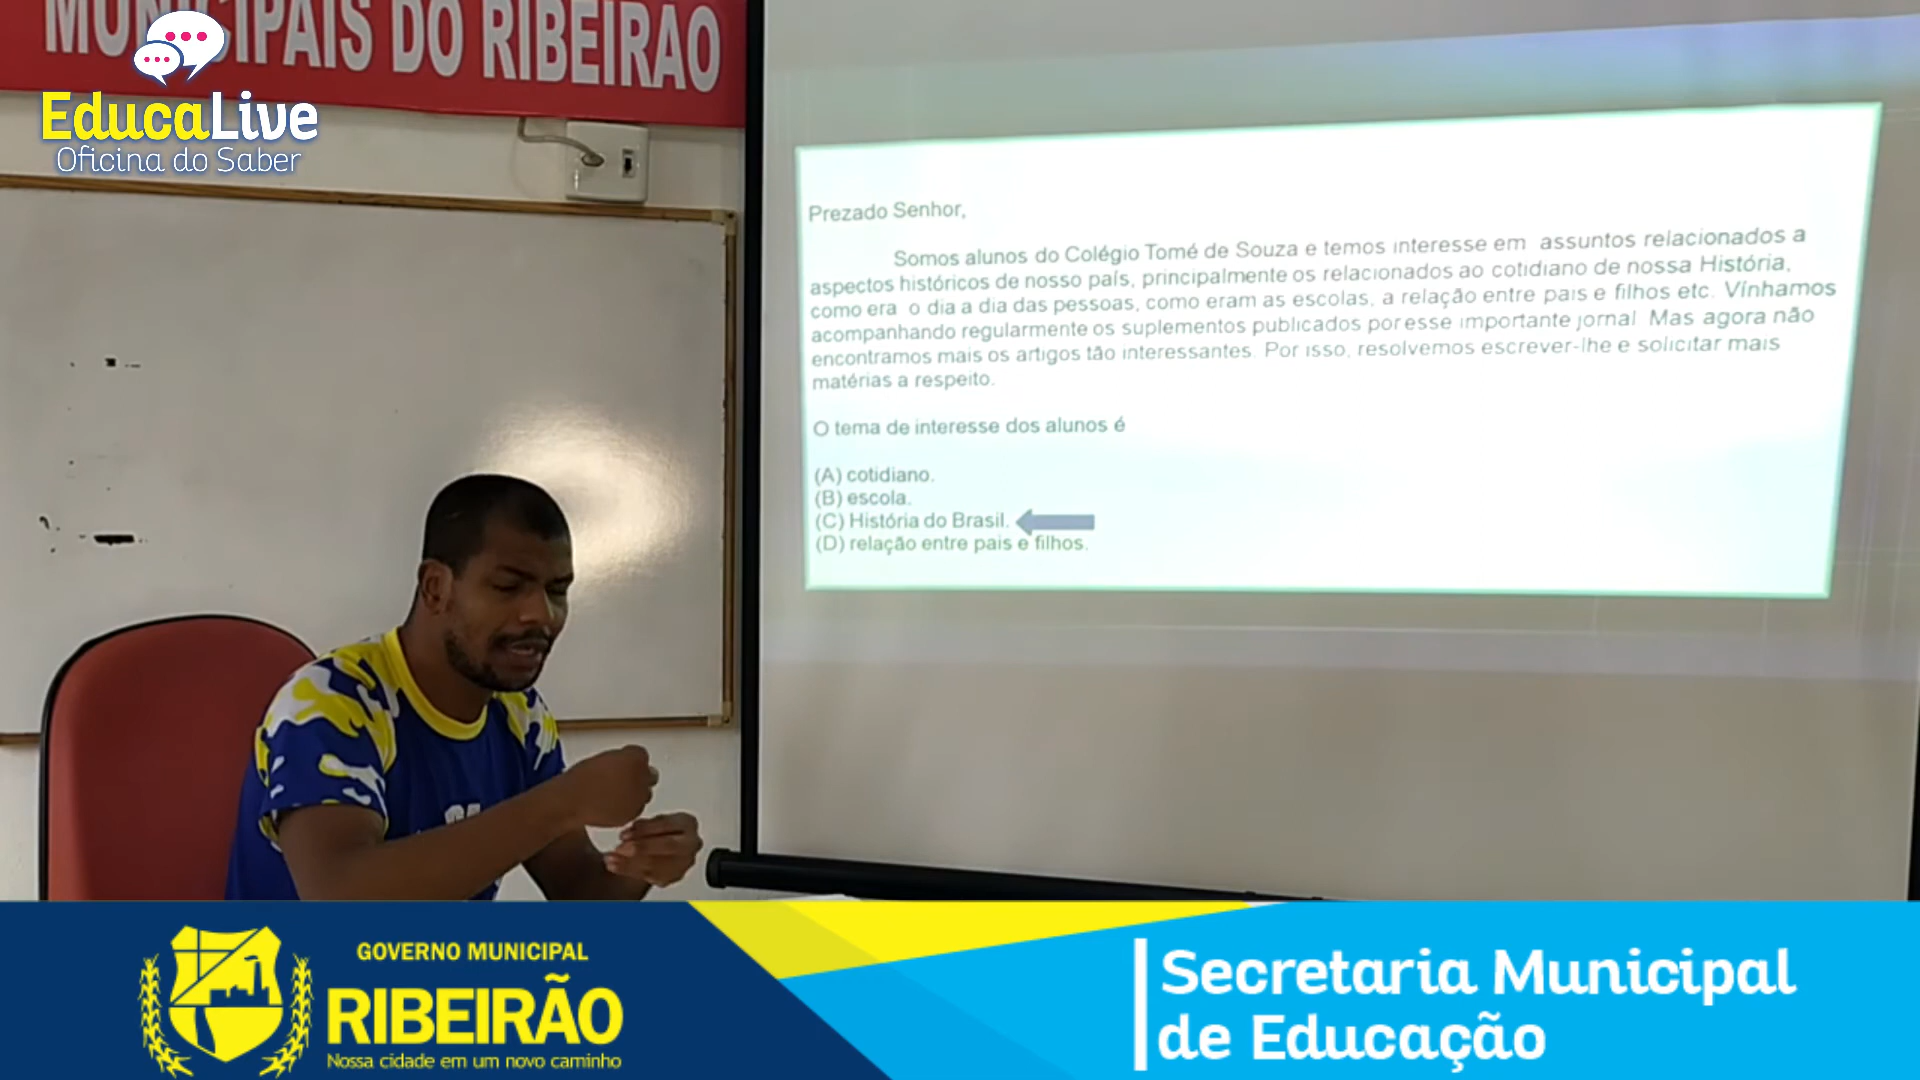 MUNICIPAIS DO RIBEIRÃO
EducaLive
Oficina do Saber
Prezado Senhor,
Somos alunos do Colégio Tomé de Souza e temos interesse em assuntos relacionados a
aspectos históricos de nosso país, principalmente os relacionados ao cotidiano de nossa História,
como era o dia a dia das pessoas, como eram as escolas, a relação entre pais e filhos etc. Vínhamos
acompanhando regularmente os suplementos publicados por esse importante jornal. Mas agora não
encontramos mais os artigos tão interessantes. Por isso, resolvemos escrever-lhe e solicitar mais
matérias a respeito.
O tema de interesse dos alunos é
(A) cotidiano.
(B) escola.
(C) História do Brasil.
(D) relação entre pais e filhos.
GOVERNO MUNICIPAL
RIBEIRÃO
Nossa cidade em um novo caminho
Secretaria Municipal
de Educação